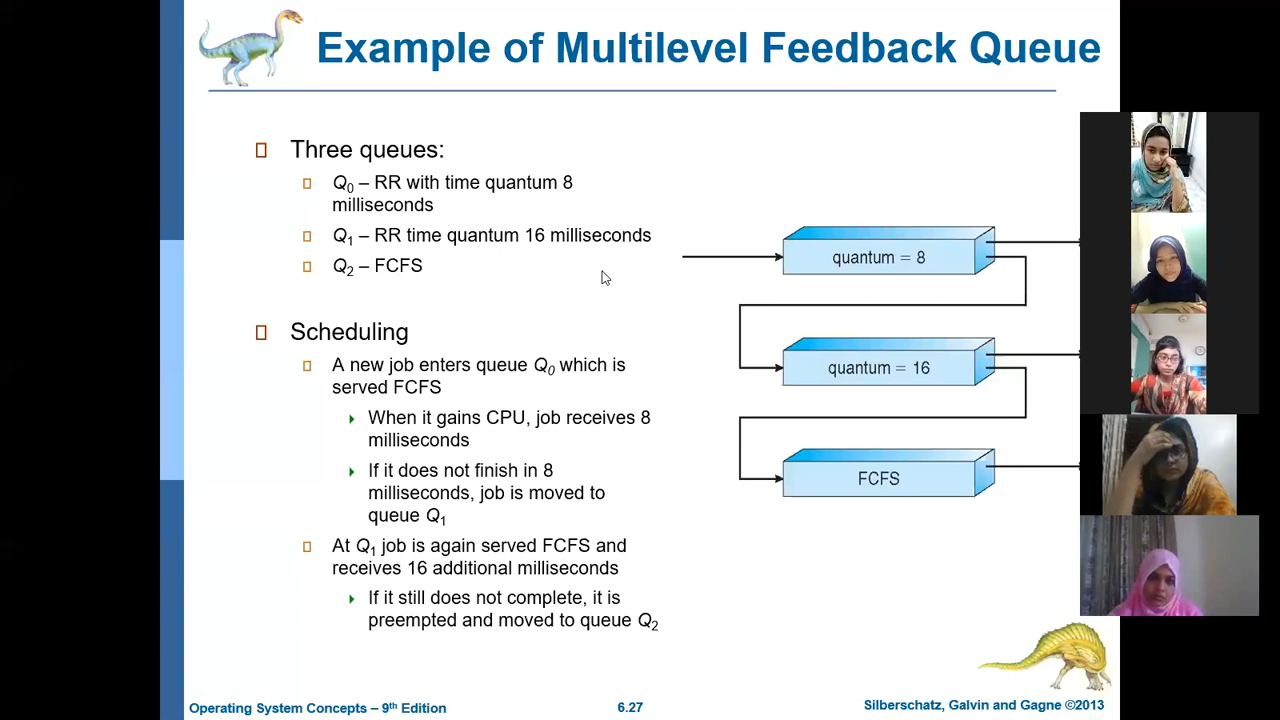 Example of Multilevel Feedback Queue
Three queues:
Q0 – RR with time quantum 8
milliseconds
Q1 – RR time quantum 16 milliseconds
Q2 – FCFS
Scheduling
A new job enters queue Q0 which is
served FCFS
When it gains CPU, job receives 8
milliseconds
If it does not finish in 8
milliseconds, job is moved to
queue Q1
At Q1 job is again served FCFS and
receives 16 additional milliseconds
If it still does not complete, it is
preempted and moved to queue Q2
quantum = 8
quantum = 16
FCFS
Operating System Concepts – 9th Edition
6.27
Silberschatz, Galvin and Gagne ©2013